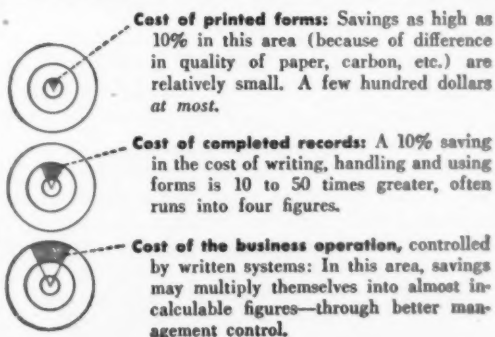 Cost of printed forms: Savings as high as
10% in this area (because of difference
in quality of paper, carbon, etc.) are
relatively small. A few hundred dollars
at most.
Cost of completed records: A 10% saving
in the cost of writing, handling and using
forms is 10 to 50 times greater, often
runs into four figures.
Cost of the business operation, controlled
by written systems: In this area, savings
may multiply themselves into almost in-
calculable figures—through better man-
agement control.